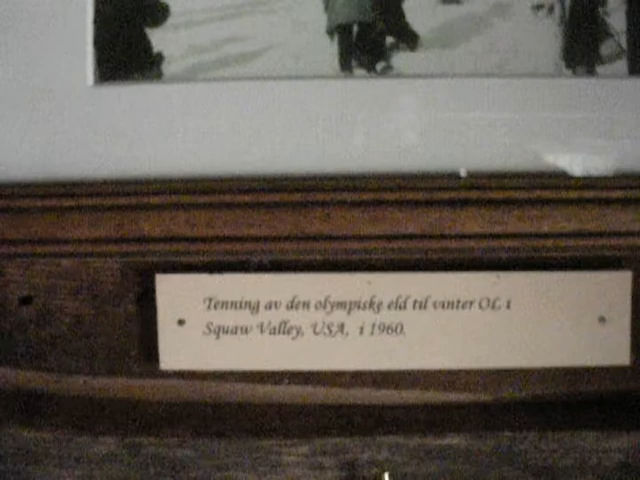 Tenning av den olympiske eld til vinter OL i
Squaw Valley, USA, i 1960.